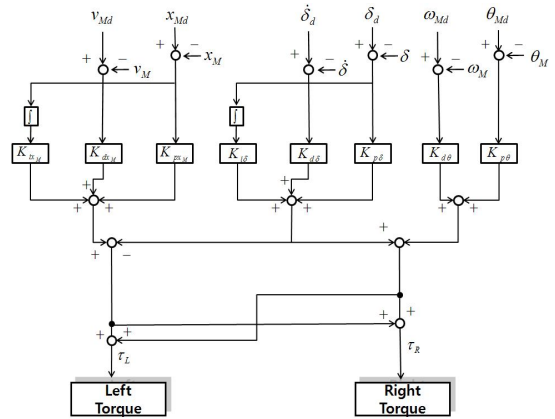 v_Md x_Md δ̇_d δ_d ω_Md θ_Md
+ − + − + − + − + − + −
x_M δ θ_M
v_M δ̇ ω_M
∫ ∫
K_ix_M K_dx_M K_px_M K_iδ K_dδ K_pδ K_dθ K_pθ
+ +
+ + + + + +
+ − + +
+ + + +
τ_L τ_R
Left Torque
Right Torque